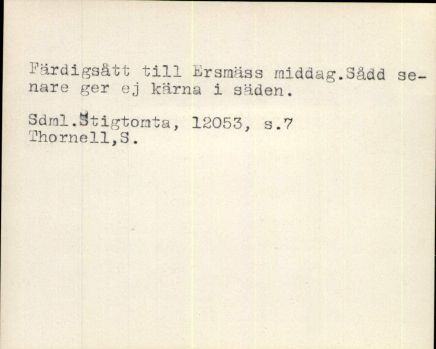 Färdigsått till Ersmäss middag.Sådd se-
nare ger ej kärna i säden.
Sdml.Stigtomta, 12053, s.7
Thornell,S.